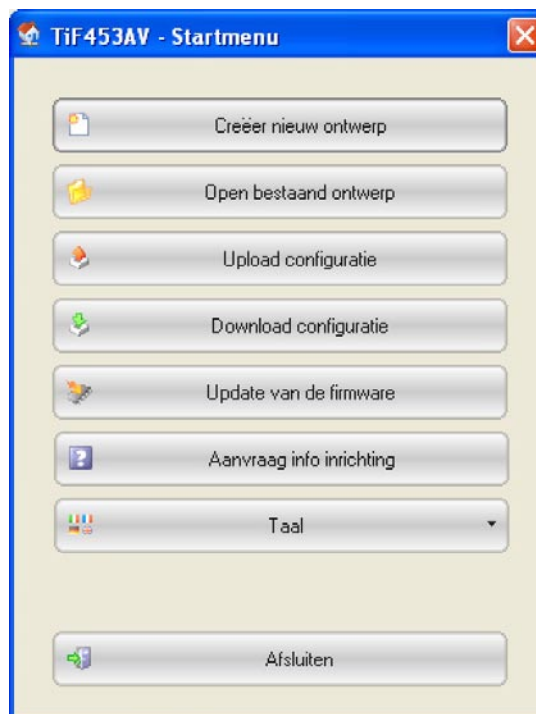 TiF453AV - Startmenu
Creëer nieuw ontwerp
Open bestaand ontwerp
Upload configuratie
Download configuratie
Update van de firmware
Aanvraag info inrichting
Taal
Afsluiten